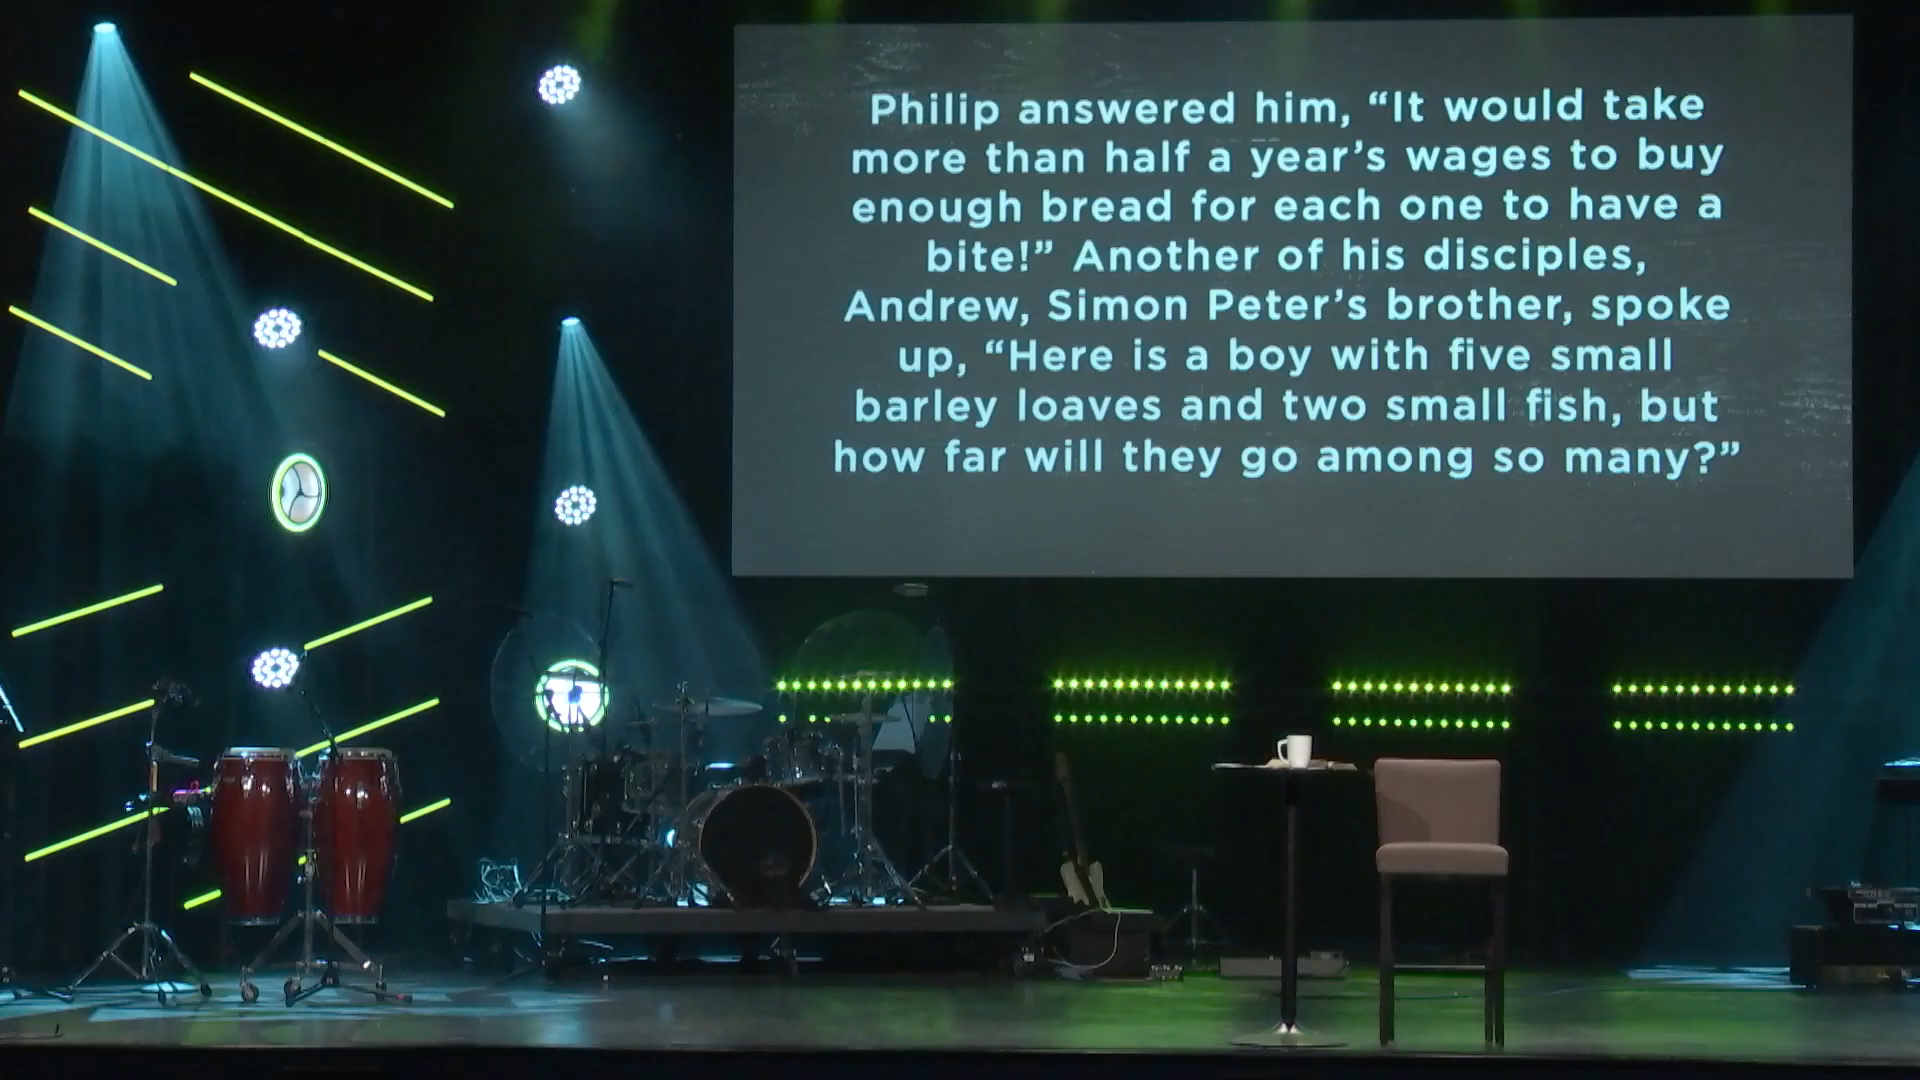 Philip answered him, “It would take
more than half a year’s wages to buy
enough bread for each one to have a
bite!” Another of his disciples,
Andrew, Simon Peter’s brother, spoke
up, “Here is a boy with five small
barley loaves and two small fish, but
how far will they go among so many?”